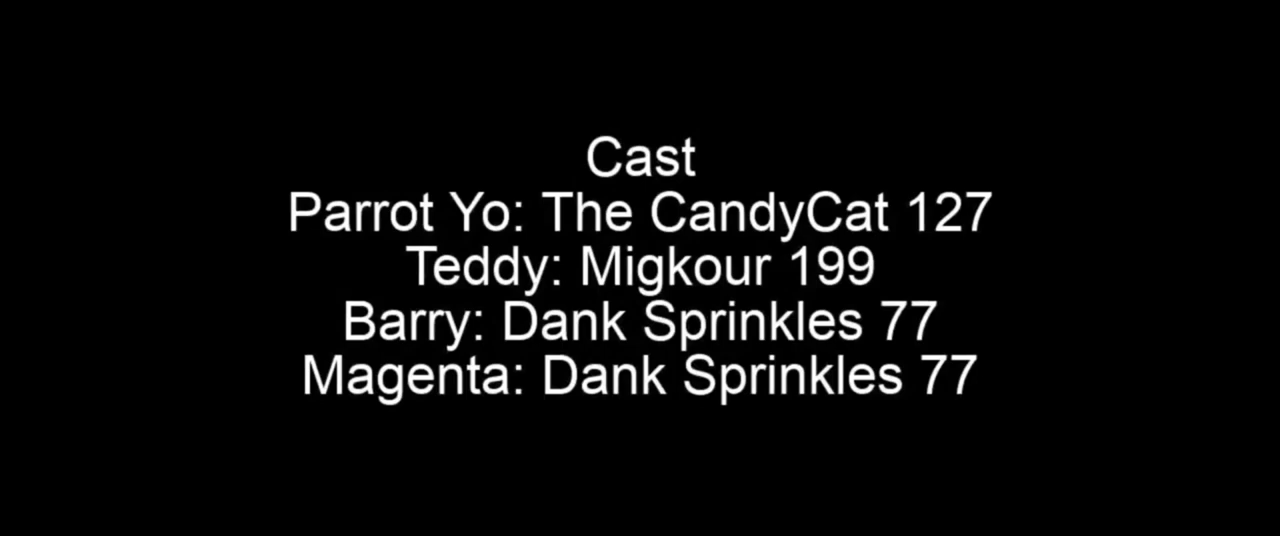 Cast
Parrot Yo: The CandyCat 127
Teddy: Migkour 199
Barry: Dank Sprinkles 77
Magenta: Dank Sprinkles 77